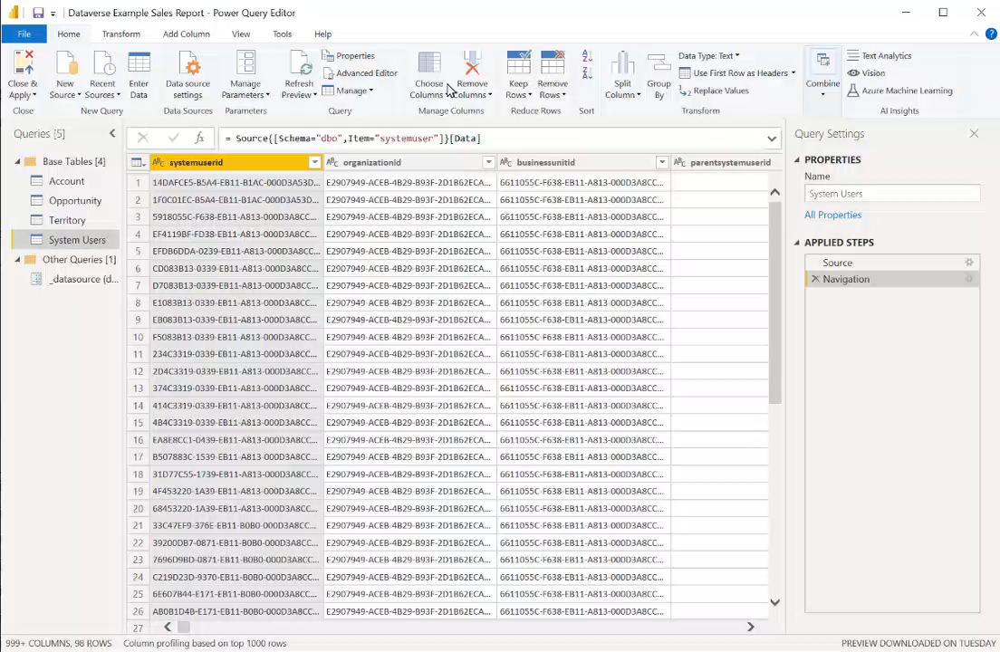 Dataverse Example Sales Report - Power Query Editor
File Home Transform Add Column View Tools Help
Close & Apply
Close
New Source
Recent Sources
Enter Data
New Query
Data source settings
Data Sources
Manage Parameters
Parameters
Refresh Preview
Properties
Advanced Editor
Manage
Query
Choose Columns
Remove Columns
Manage Columns
Keep Rows
Remove Rows
Reduce Rows
Sort
Split Column
Group By
Data Type: Text
Use First Row as Headers
Replace Values
Transform
Combine
Text Analytics
Vision
Azure Machine Learning
AI Insights
Queries [5]
Base Tables [4]
Account
Opportunity
Territory
System Users
Other Queries [1]
_datasource (d...
= Source{[Schema="dbo",Item="systemuser"]}[Data]
systemuserid organizationid businessunitid parentsystemuserid
1 14DAFCE5-B5A4-EB11-B1AC-000D3A53D... E2907949-ACEB-4B29-B93F-2D1B62ECA... 6611055C-F638-EB11-A813-000D3A8CC...
2 1F0C01EC-B5A4-EB11-B1AC-000D3A53D... E2907949-ACEB-4B29-B93F-2D1B62ECA... 6611055C-F638-EB11-A813-000D3A8CC...
3 5918055C-F638-EB11-A813-000D3A8CC... E2907949-ACEB-4B29-B93F-2D1B62ECA... 6611055C-F638-EB11-A813-000D3A8CC...
4 EF4119BF-FD38-EB11-A813-000D3A8CC... E2907949-ACEB-4B29-B93F-2D1B62ECA... 6611055C-F638-EB11-A813-000D3A8CC...
5 EFDB6DDA-0239-EB11-A813-000D3A8CC... E2907949-ACEB-4B29-B93F-2D1B62ECA... 6611055C-F638-EB11-A813-000D3A8CC...
6 CD083B13-0339-EB11-A813-000D3A8CC... E2907949-ACEB-4B29-B93F-2D1B62ECA... 6611055C-F638-EB11-A813-000D3A8CC...
7 D7083B13-0339-EB11-A813-000D3A8CC... E2907949-ACEB-4B29-B93F-2D1B62ECA... 6611055C-F638-EB11-A813-000D3A8CC...
8 E1083B13-0339-EB11-A813-000D3A8CC... E2907949-ACEB-4B29-B93F-2D1B62ECA... 6611055C-F638-EB11-A813-000D3A8CC...
9 EB083B13-0339-EB11-A813-000D3A8CC... E2907949-ACEB-4B29-B93F-2D1B62ECA... 6611055C-F638-EB11-A813-000D3A8CC...
10 F5083B13-0339-EB11-A813-000D3A8CC... E2907949-ACEB-4B29-B93F-2D1B62ECA... 6611055C-F638-EB11-A813-000D3A8CC...
11 234C3319-0339-EB11-A813-000D3A8CC... E2907949-ACEB-4B29-B93F-2D1B62ECA... 6611055C-F638-EB11-A813-000D3A8CC...
12 2D4C3319-0339-EB11-A813-000D3A8CC... E2907949-ACEB-4B29-B93F-2D1B62ECA... 6611055C-F638-EB11-A813-000D3A8CC...
13 374C3319-0339-EB11-A813-000D3A8CC... E2907949-ACEB-4B29-B93F-2D1B62ECA... 6611055C-F638-EB11-A813-000D3A8CC...
14 414C3319-0339-EB11-A813-000D3A8CC... E2907949-ACEB-4B29-B93F-2D1B62ECA... 6611055C-F638-EB11-A813-000D3A8CC...
15 4B4C3319-0339-EB11-A813-000D3A8CC... E2907949-ACEB-4B29-B93F-2D1B62ECA... 6611055C-F638-EB11-A813-000D3A8CC...
16 EA8E8CC1-0439-EB11-A813-000D3A8CC... E2907949-ACEB-4B29-B93F-2D1B62ECA... 6611055C-F638-EB11-A813-000D3A8CC...
17 B507883C-1539-EB11-A813-000D3A8CC... E2907949-ACEB-4B29-B93F-2D1B62ECA... 6611055C-F638-EB11-A813-000D3A8CC...
18 31D77C55-1739-EB11-A813-000D3A8CC... E2907949-ACEB-4B29-B93F-2D1B62ECA... 6611055C-F638-EB11-A813-000D3A8CC...
19 4F453220-1A39-EB11-A813-000D3A8CC... E2907949-ACEB-4B29-B93F-2D1B62ECA... 6611055C-F638-EB11-A813-000D3A8CC...
20 68453220-1A39-EB11-A813-000D3A8CC... E2907949-ACEB-4B29-B93F-2D1B62ECA... 6611055C-F638-EB11-A813-000D3A8CC...
21 33C47EF9-376E-EB11-B0B0-000D3A8CC... E2907949-ACEB-4B29-B93F-2D1B62ECA... 6611055C-F638-EB11-A813-000D3A8CC...
22 39200DB7-0871-EB11-B0B0-000D3A8CC... E2907949-ACEB-4B29-B93F-2D1B62ECA... 6611055C-F638-EB11-A813-000D3A8CC...
23 7696D9BD-0871-EB11-B0B0-000D3A8CC... E2907949-ACEB-4B29-B93F-2D1B62ECA... 6611055C-F638-EB11-A813-000D3A8CC...
24 C219D23D-9370-EB11-B0B0-000D3A8CC... E2907949-ACEB-4B29-B93F-2D1B62ECA... 6611055C-F638-EB11-A813-000D3A8CC...
25 6E6D7B44-E171-EB11-B0B0-000D3A8CC... E2907949-ACEB-4B29-B93F-2D1B62ECA... 6611055C-F638-EB11-A813-000D3A8CC...
26 AB0B1D4B-E171-EB11-B0B0-000D3A8CC... E2907949-ACEB-4B29-B93F-2D1B62ECA... 6611055C-F638-EB11-A813-000D3A8CC...
27
Query Settings
PROPERTIES
Name
System Users
All Properties
APPLIED STEPS
Source
Navigation
999+ COLUMNS, 98 ROWS Column profiling based on top 1000 rows PREVIEW DOWNLOADED ON TUESDAY